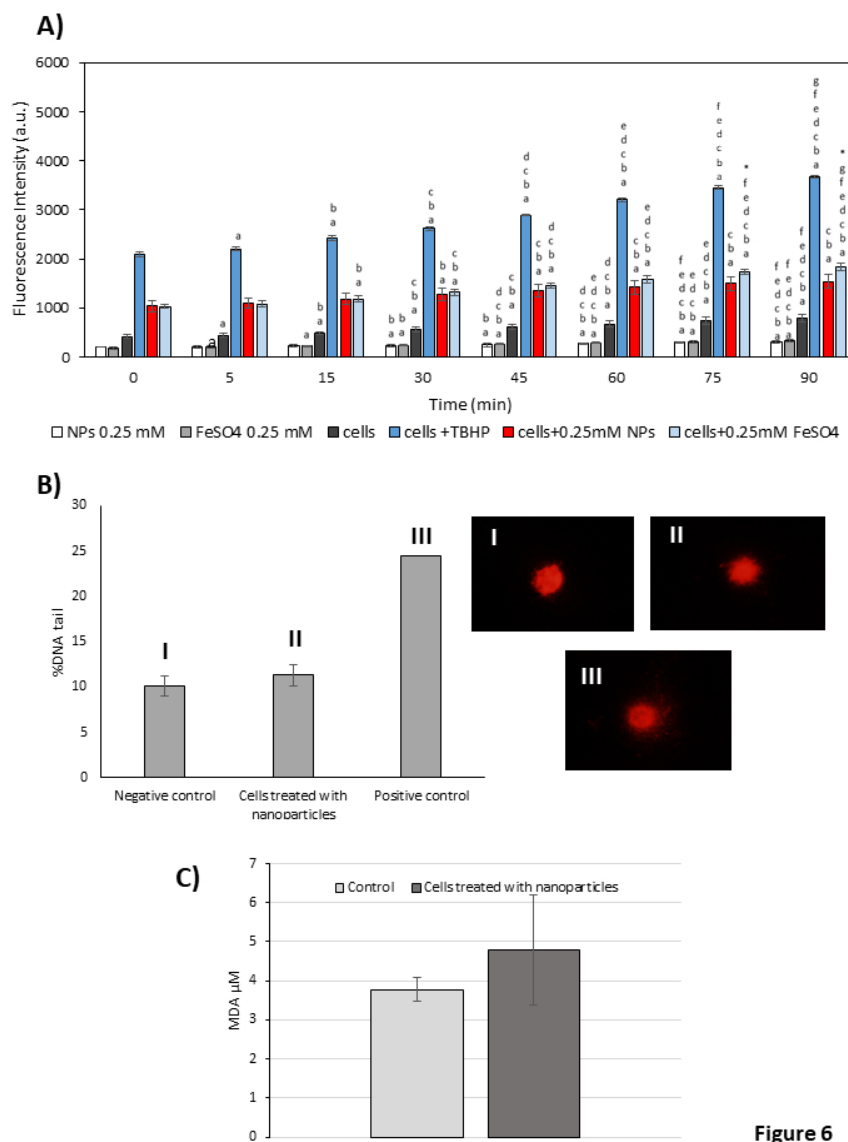 A)
Fluorescence Intensity (a.u.)
6000
5000
4000
3000
2000
1000
0
a
a
a
b
a
b
a
b
a
b
a
b
a
b
a
c
b
a
b
a
c
b
a
b
a
d
c
a
c
b
a
d
c
b
a
c
b
a
d
c
b
a
d
c
b
a
e
d
c
b
a
d
c
b
a
e
d
c
b
a
c
b
a
e
d
c
b
a
f
e
d
c
b
a
f
e
d
c
b
a
e
d
c
b
a
f
e
d
c
b
a
c
b
a
*
f
e
d
c
b
a
f
e
d
c
b
a
f
e
d
c
b
a
f
e
d
c
b
a
g
f
e
d
c
b
a
c
b
a
*
g
f
e
d
c
b
a
0 5 15 30 45 60 75 90
Time (min)
NPs 0.25 mM FeSO4 0.25 mM cells cells +TBHP cells+0.25mM NPs cells+0.25mM FeSO4
B)
%DNA tail
30
25
20
15
10
5
0
I
II
III
Negative control
Cells treated with
nanoparticles
Positive control
I
II
III
C)
MDA µM
7
6
5
4
3
2
1
0
Control Cells treated with nanoparticles
Figure 6